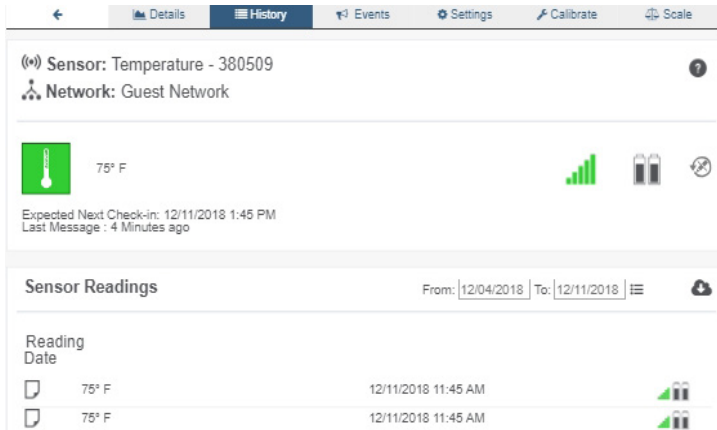 Details History Events Settings Calibrate Scale
Sensor: Temperature - 380509
Network: Guest Network
75° F
Expected Next Check-in: 12/11/2018 1:45 PM
Last Message : 4 Minutes ago
Sensor Readings From: 12/04/2018 To: 12/11/2018
Reading
Date
75° F 12/11/2018 11:45 AM
75° F 12/11/2018 11:45 AM